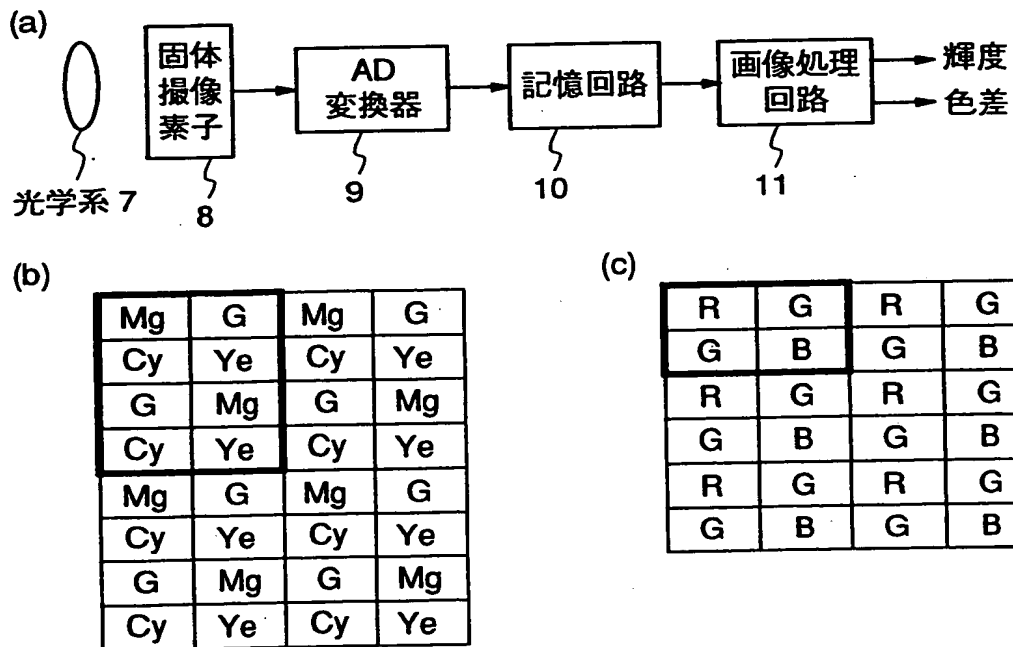 (a)
固体
撮像
素子
AD
変換器
記憶回路
画像処理
回路
輝度
色差
光学系 7
8
9
10
11
(b)
Mg G Mg G
Cy Ye Cy Ye
G Mg G Mg
Cy Ye Cy Ye
Mg G Mg G
Cy Ye Cy Ye
G Mg G Mg
Cy Ye Cy Ye
(c)
R G R G
G B G B
R G R G
G B G B
R G R G
G B G B